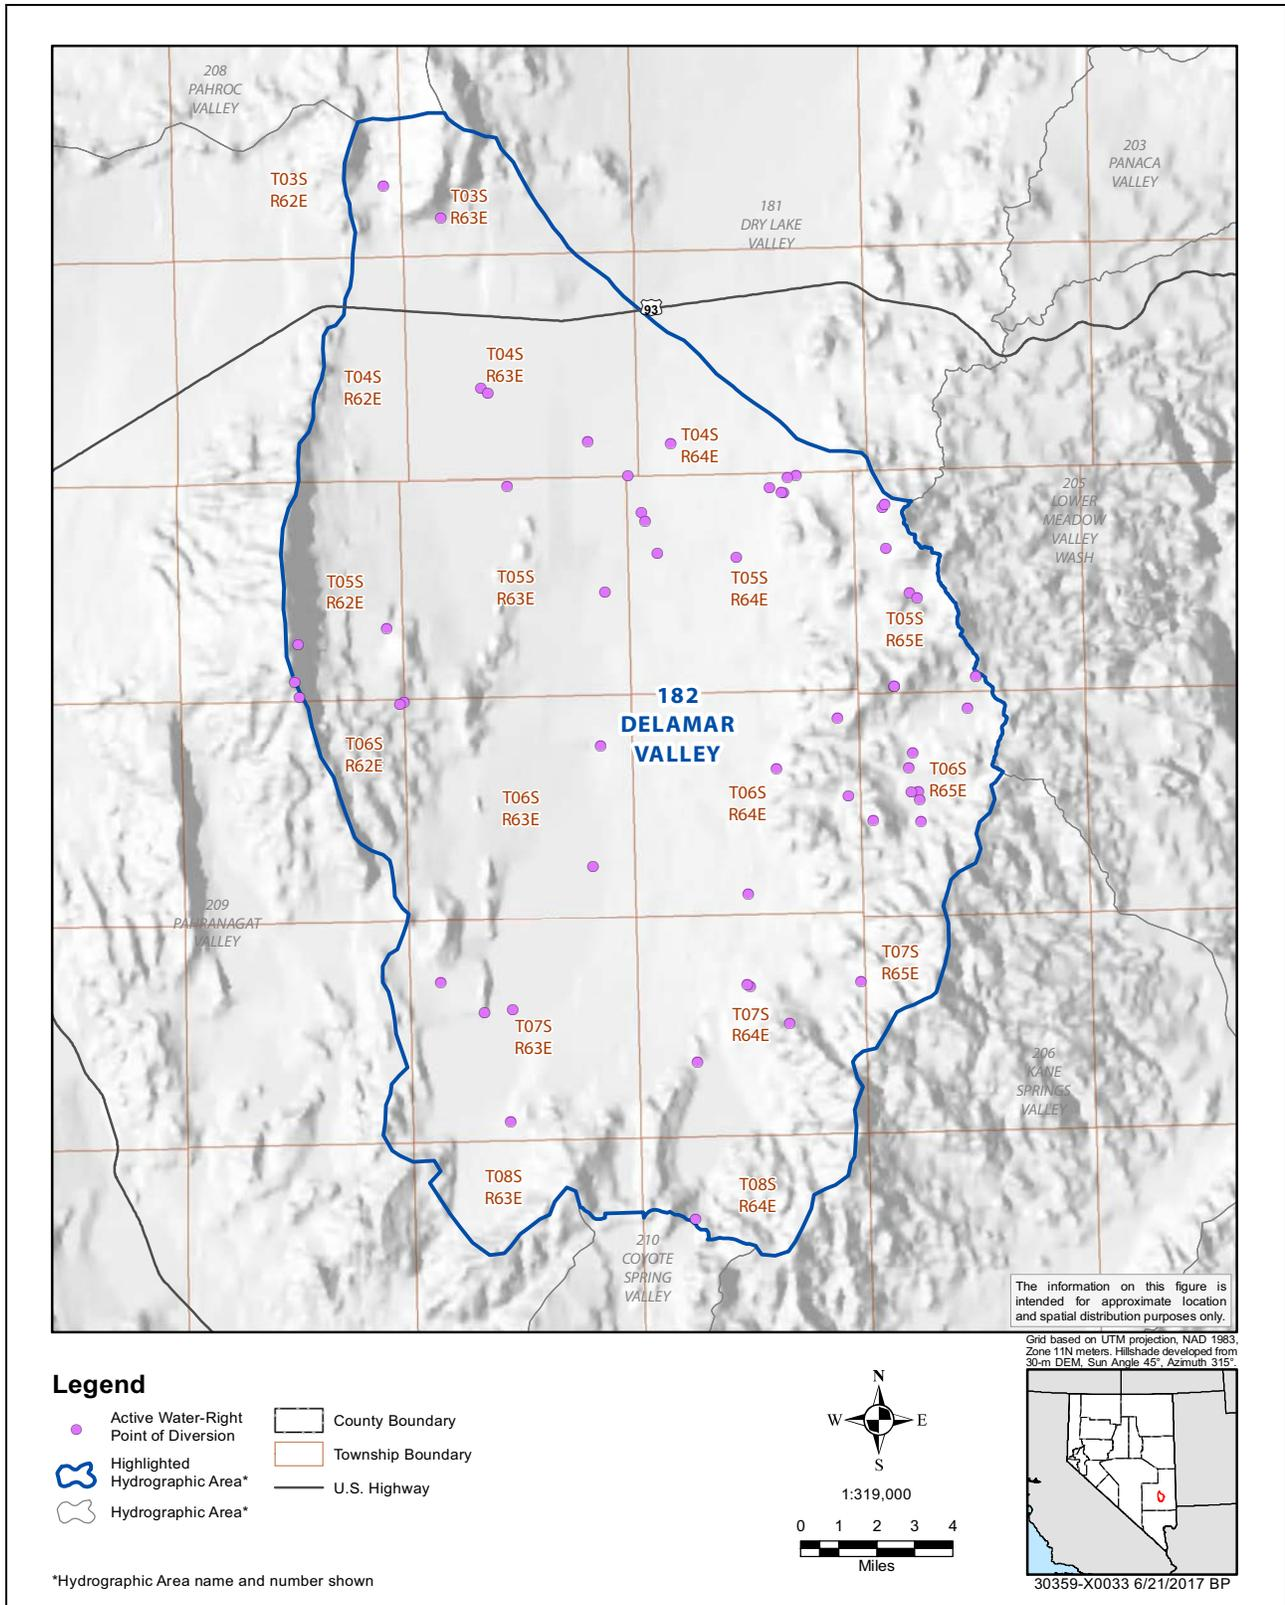 208
PAHROC
VALLEY
203
PANACA
VALLEY
T03S
R62E
T03S
R63E
181
DRY LAKE
VALLEY
93
T04S
R62E
T04S
R63E
T04S
R64E
205
LOWER
MEADOW
VALLEY
WASH
T05S
R62E
T05S
R63E
T05S
R64E
T05S
R65E
182
DELAMAR
VALLEY
T06S
R62E
T06S
R63E
T06S
R64E
T06S
R65E
209
PAHRANAGAT
VALLEY
T07S
R65E
T07S
R63E
T07S
R64E
206
KANE
SPRINGS
VALLEY
T08S
R63E
T08S
R64E
210
COYOTE
SPRING
VALLEY
The information on this figure is
intended for approximate location
and spatial distribution purposes only.
Grid based on UTM projection, NAD 1983,
Zone 11N meters. Hillshade developed from
30-m DEM, Sun Angle 45°, Azimuth 315°.
Legend
Active Water-Right
Point of Diversion
Highlighted
Hydrographic Area*
Hydrographic Area*
County Boundary
Township Boundary
U.S. Highway
N
W E
S
1:319,000
0 1 2 3 4
Miles
*Hydrographic Area name and number shown
30359-X0033 6/21/2017 BP